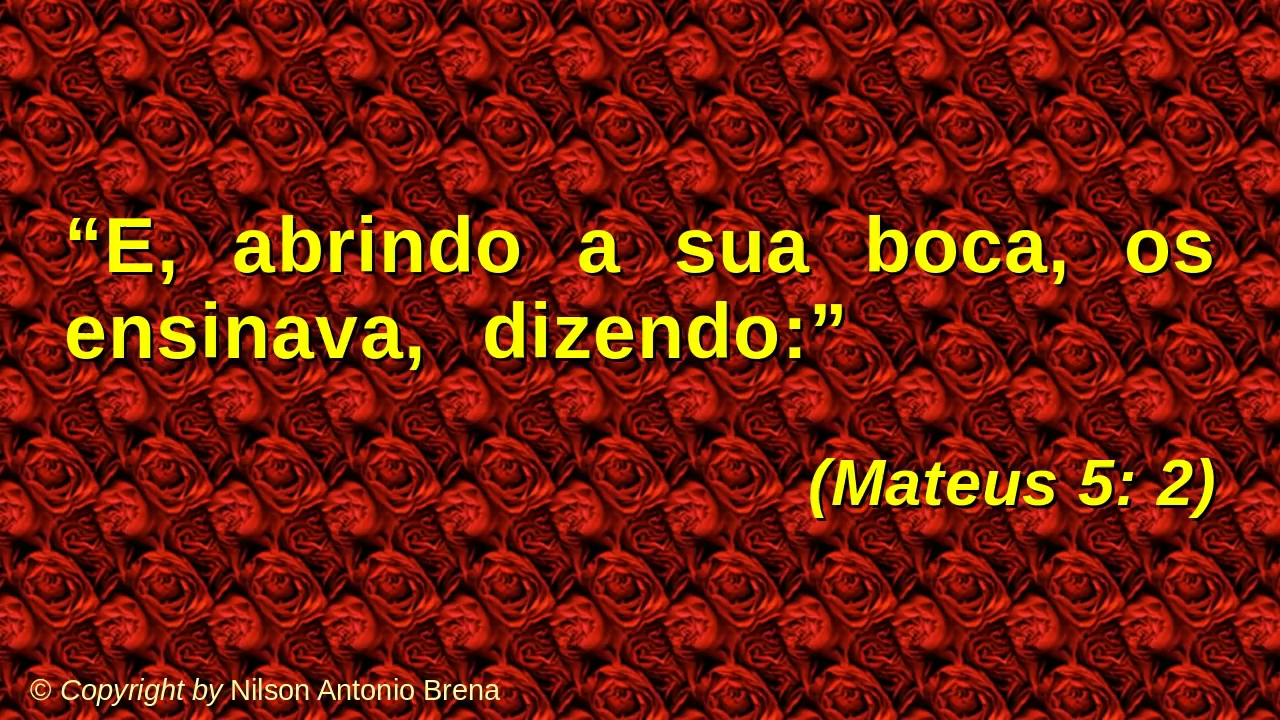 “E, abrindo a sua boca, os
ensinava, dizendo:”
(Mateus 5: 2)
© Copyright by Nilson Antonio Brena